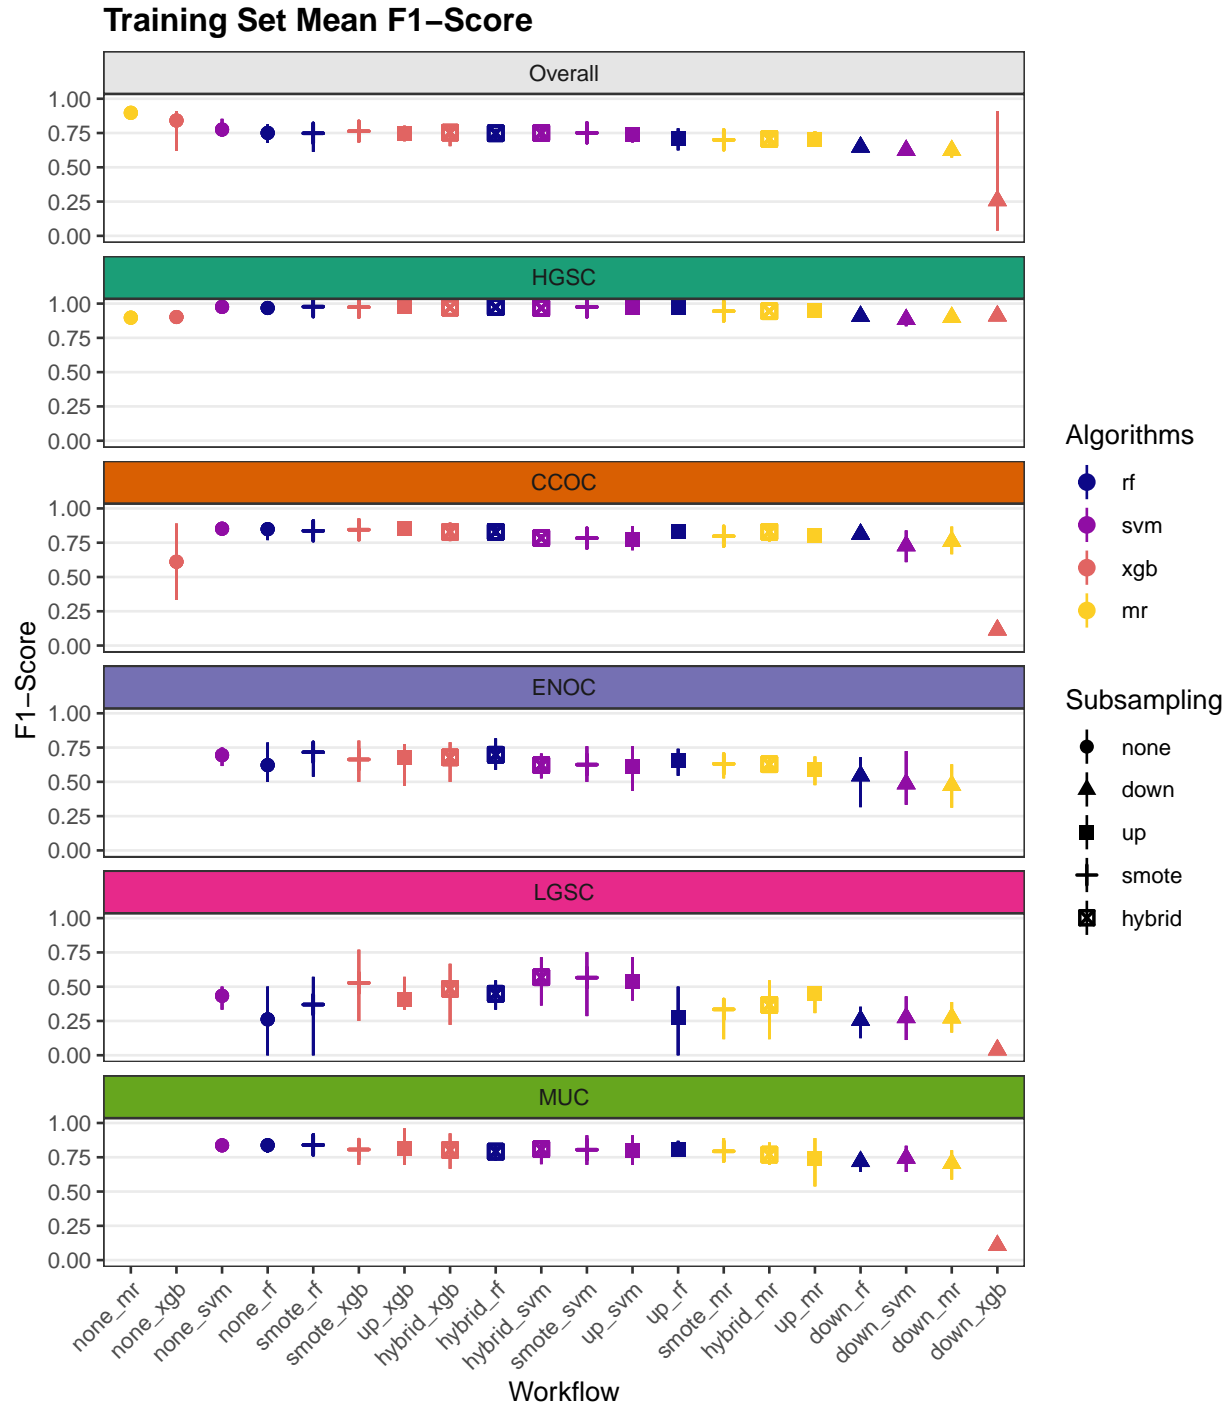 Training Set Mean F1−Score
Overall
1.00
0.75
0.50
0.25
0.00
HGSC
1.00
0.75
0.50
0.25
0.00
CCOC
1.00
0.75
0.50
0.25
0.00
ENOC
1.00
0.75
0.50
0.25
0.00
LGSC
1.00
0.75
0.50
0.25
0.00
MUC
1.00
0.75
0.50
0.25
0.00
F1−Score
none_mr
none_xgb
none_svm
none_rf
smote_rf
smote_xgb
up_xgb
hybrid_xgb
hybrid_rf
hybrid_svm
smote_svm
up_svm
up_rf
smote_mr
hybrid_mr
up_mr
down_rf
down_svm
down_mr
down_xgb
Workflow
Algorithms
rf
svm
xgb
mr
Subsampling
none
down
up
smote
hybrid